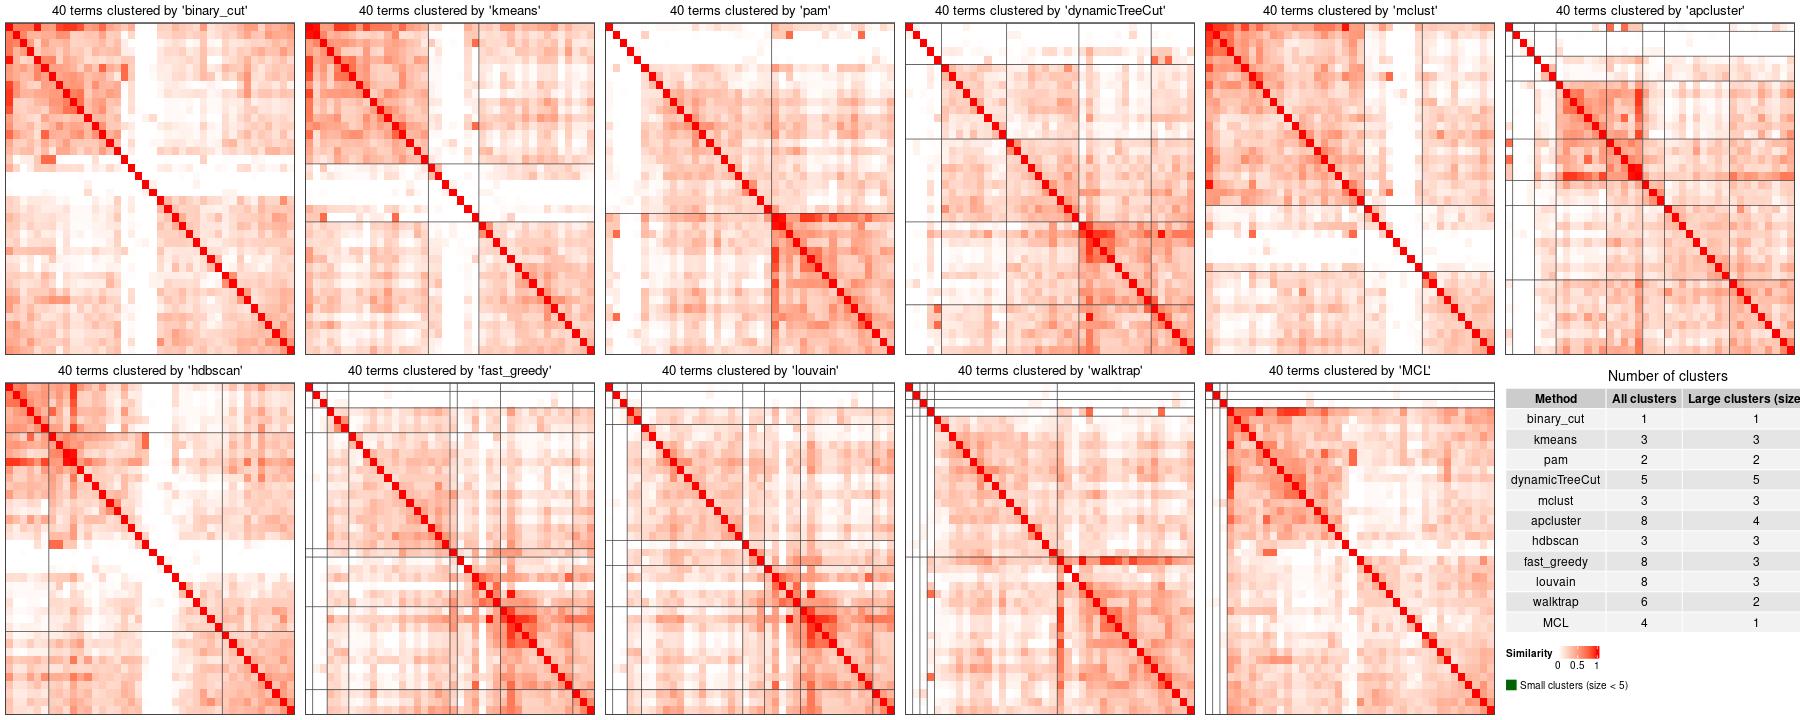 40 terms clustered by 'binary_cut'
40 terms clustered by 'kmeans'
40 terms clustered by 'pam'
40 terms clustered by 'dynamicTreeCut'
40 terms clustered by 'mclust'
40 terms clustered by 'apcluster'
40 terms clustered by 'hdbscan'
40 terms clustered by 'fast_greedy'
40 terms clustered by 'louvain'
40 terms clustered by 'walktrap'
40 terms clustered by 'MCL'
Number of clusters
Method All clusters Large clusters (size
binary_cut 1 1
kmeans 3 3
pam 2 2
dynamicTreeCut 5 5
mclust 3 3
apcluster 8 4
hdbscan 3 3
fast_greedy 8 3
louvain 8 3
walktrap 6 2
MCL 4 1
Similarity
0 0.5 1
Small clusters (size < 5)